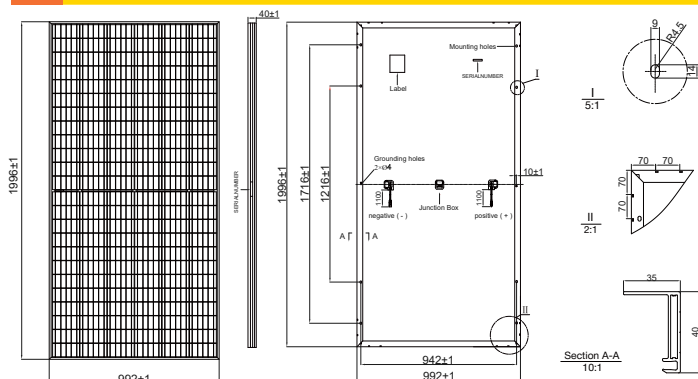 1996±1
992±1
40±1
SERIALNUMBER
1996±1
1716±1
1216±1
Label
Mounting holes
SERIALNUMBER
I
Grounding holes
2×Ø4
10±1
1100
1100
negative ( - )
Junction Box
positive ( + )
A
A
II
942±1
992±1
9
R4.5
14
I
5:1
70
70
70
70
II
2:1
35
40
Section A-A
10:1